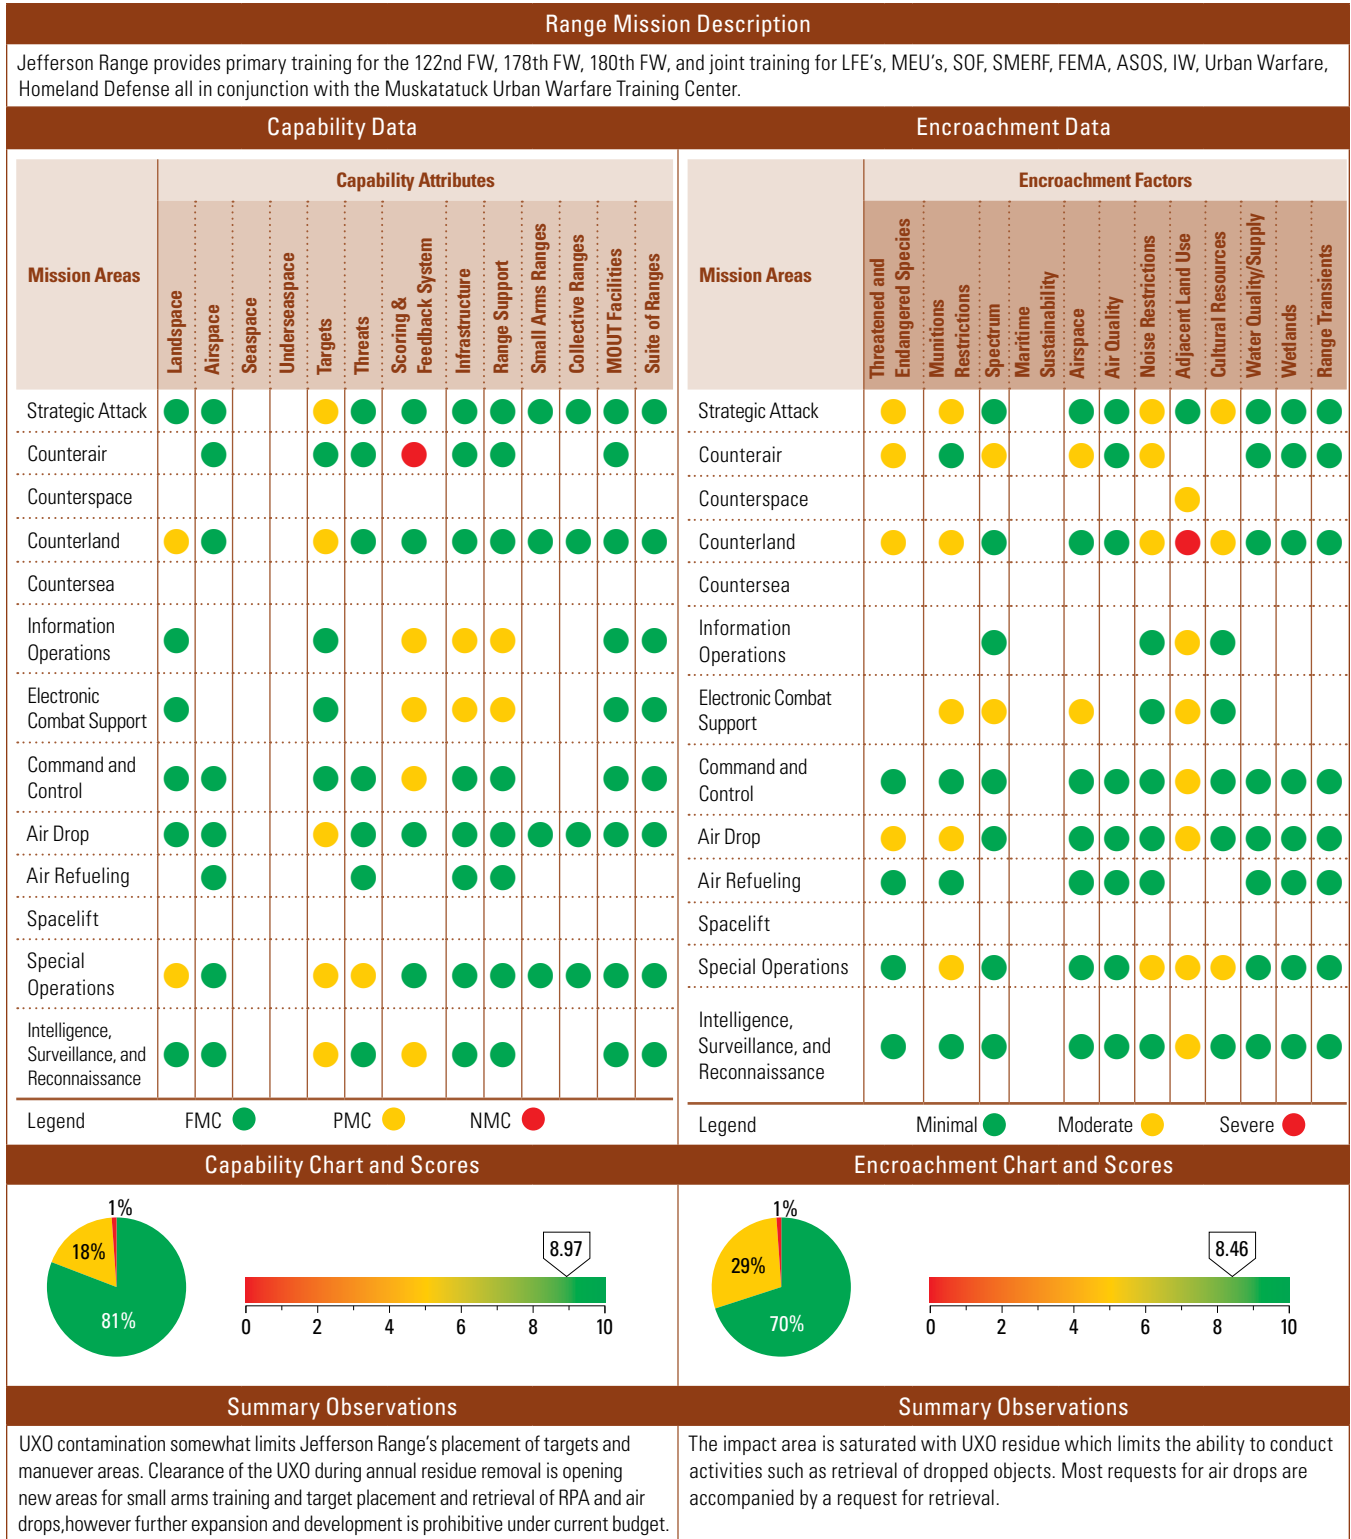 Range Mission Description
Jefferson Range provides primary training for the 122nd FW, 178th FW, 180th FW, and joint training for LFE's, MEU's, SOF, SMERF, FEMA, ASOS, IW, Urban Warfare,
Homeland Defense all in conjunction with the Muskatatuck Urban Warfare Training Center.
Capability Data
Mission Areas
Capability Attributes
Landspace
Airspace
Seaspace
Underseaspace
Targets
Threats
Scoring &
Feedback System
Infrastructure
Range Support
Small Arms Ranges
Collective Ranges
MOUT Facilities
Suite of Ranges
Strategic Attack
Counterair
Counterspace
Counterland
Countersea
Information
Operations
Electronic
Combat Support
Command and
Control
Air Drop
Air Refueling
Spacelift
Special
Operations
Intelligence,
Surveillance, and
Reconnaissance
Legend FMC PMC NMC
Encroachment Data
Mission Areas
Encroachment Factors
Threatened and
Endangered Species
Munitions
Restrictions
Spectrum
Maritime
Sustainability
Airspace
Air Quality
Noise Restrictions
Adjacent Land Use
Cultural Resources
Water Quality/Supply
Wetlands
Range Transients
Strategic Attack
Counterair
Counterspace
Counterland
Countersea
Information
Operations
Electronic Combat
Support
Command and
Control
Air Drop
Air Refueling
Spacelift
Special Operations
Intelligence,
Surveillance, and
Reconnaissance
Legend Minimal Moderate Severe
Capability Chart and Scores
1%
18%
81%
8.97
0 2 4 6 8 10
Encroachment Chart and Scores
1%
29%
70%
8.46
0 2 4 6 8 10
Summary Observations
UXO contamination somewhat limits Jefferson Range's placement of targets and
manuever areas. Clearance of the UXO during annual residue removal is opening
new areas for small arms training and target placement and retrieval of RPA and air
drops,however further expansion and development is prohibitive under current budget.
Summary Observations
The impact area is saturated with UXO residue which limits the ability to conduct
activities such as retrieval of dropped objects. Most requests for air drops are
accompanied by a request for retrieval.